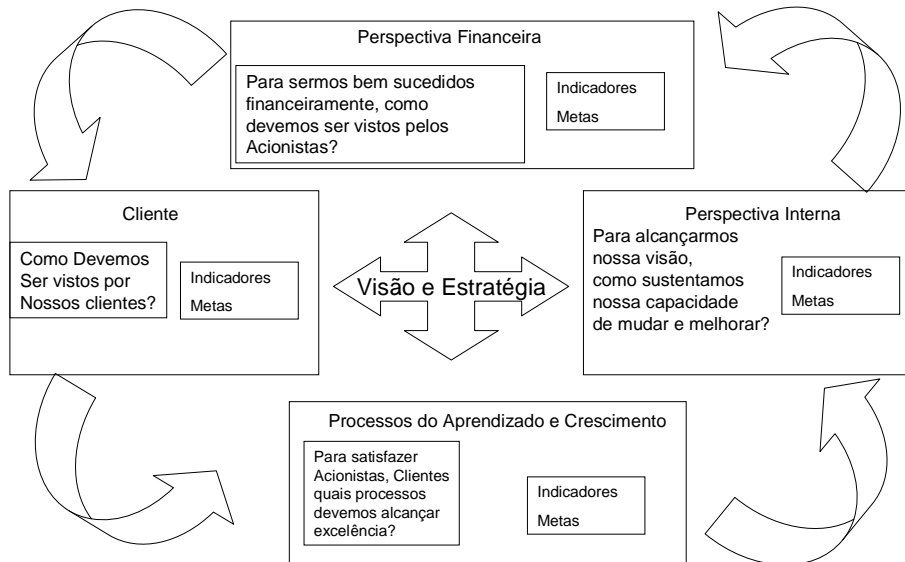 Perspectiva Financeira
Para sermos bem sucedidos
financeiramente, como
devemos ser vistos pelos
Acionistas?
Indicadores
Metas
Cliente
Como Devemos
Ser vistos por
Nossos clientes?
Indicadores
Metas
Visão e Estratégia
Perspectiva Interna
Para alcançarmos
nossa visão,
como sustentamos
nossa capacidade
de mudar e melhorar?
Indicadores
Metas
Processos do Aprendizado e Crescimento
Para satisfazer
Acionistas, Clientes
quais processos
devemos alcançar
excelência?
Indicadores
Metas